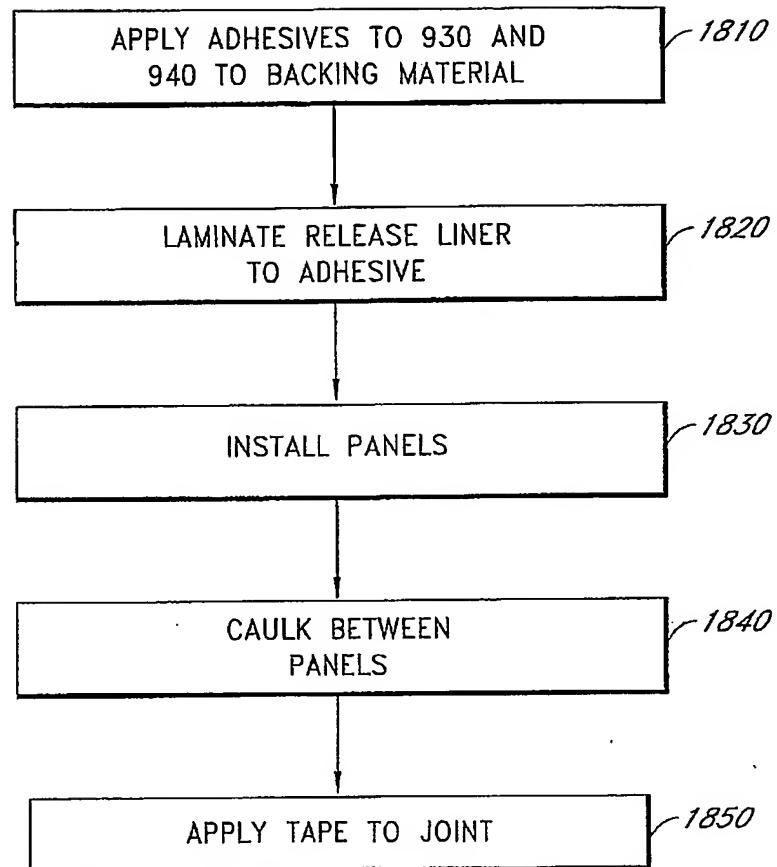 APPLY ADHESIVES TO 930 AND
940 TO BACKING MATERIAL
1810
LAMINATE RELEASE LINER
TO ADHESIVE
1820
INSTALL PANELS
1830
CAULK BETWEEN
PANELS
1840
APPLY TAPE TO JOINT
1850